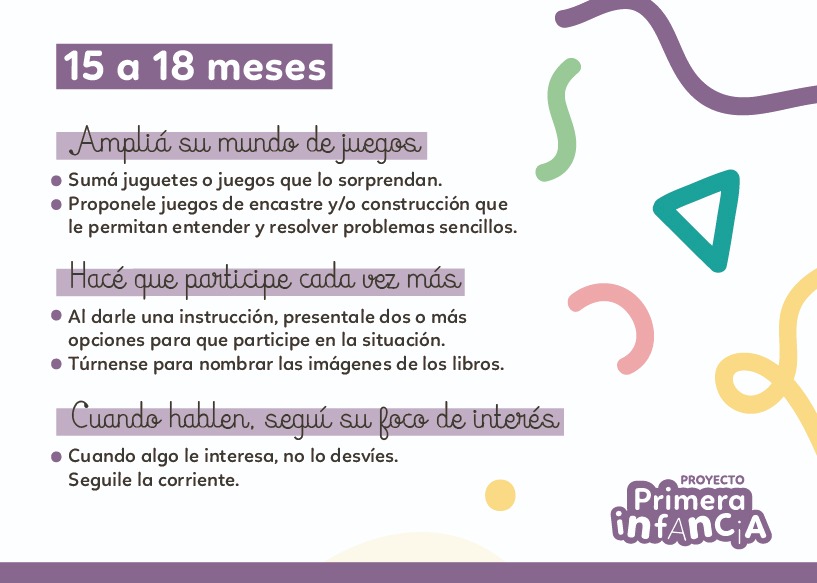 15 a 18 meses
Ampliá su mundo de juegos
Sumá juguetes o juegos que lo sorprendan.
Proponele juegos de encastre y/o construcción que
le permitan entender y resolver problemas sencillos.
Hacé que participe cada vez más
Al darle una instrucción, presentale dos o más
opciones para que participe en la situación.
Túrnense para nombrar las imágenes de los libros.
Cuando hablen, seguí su foco de interés
Cuando algo le interesa, no lo desvíes.
Seguile la corriente.
PROYECTO
Primera
infAnciA